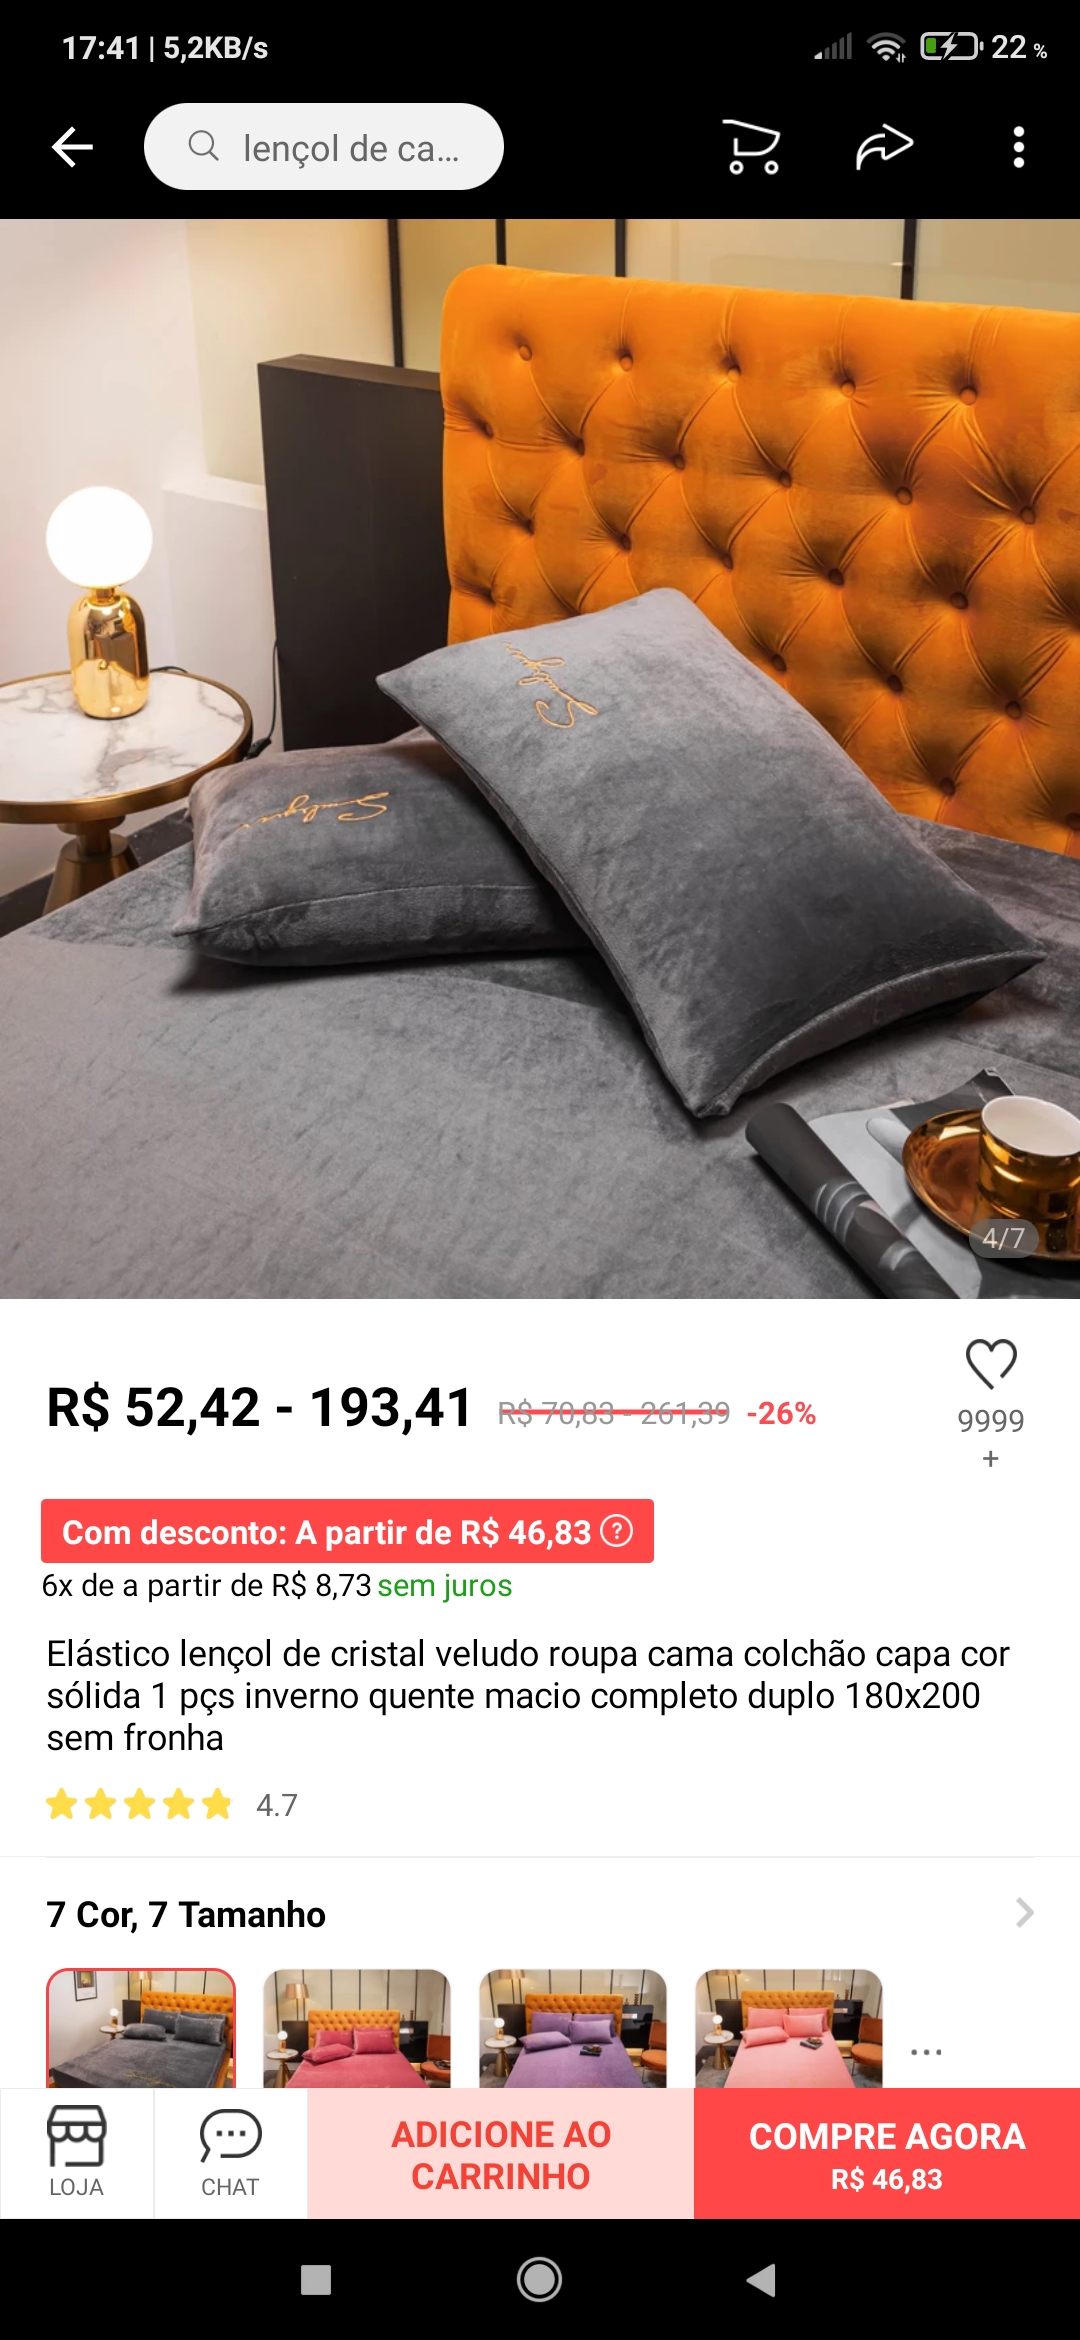 17:41 | 5,2KB/s
22 %
lençol de ca...
4/7
R$ 52,42 - 193,41 R$ 70,83 - 261,39 -26%
9999
+
Com desconto: A partir de R$ 46,83 ?
6x de a partir de R$ 8,73 sem juros
Elástico lençol de cristal veludo roupa cama colchão capa cor
sólida 1 pçs inverno quente macio completo duplo 180x200
sem fronha
4.7
7 Cor, 7 Tamanho
...
LOJA
CHAT
ADICIONE AO
CARRINHO
COMPRE AGORA
R$ 46,83